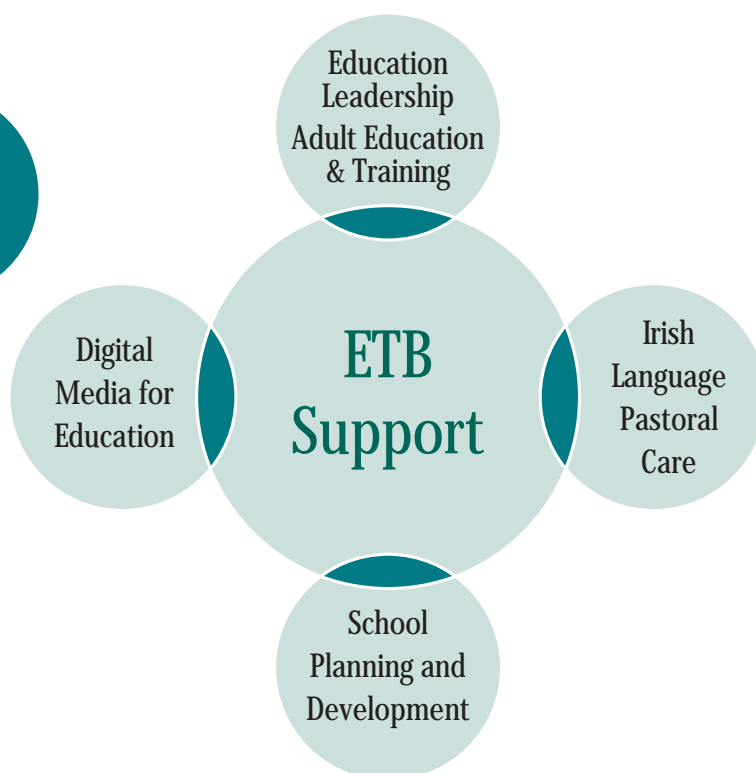 Education
Leadership
Adult Education
& Training
Digital
Media for
Education
ETB
Support
Irish
Language
Pastoral
Care
School
Planning and
Development